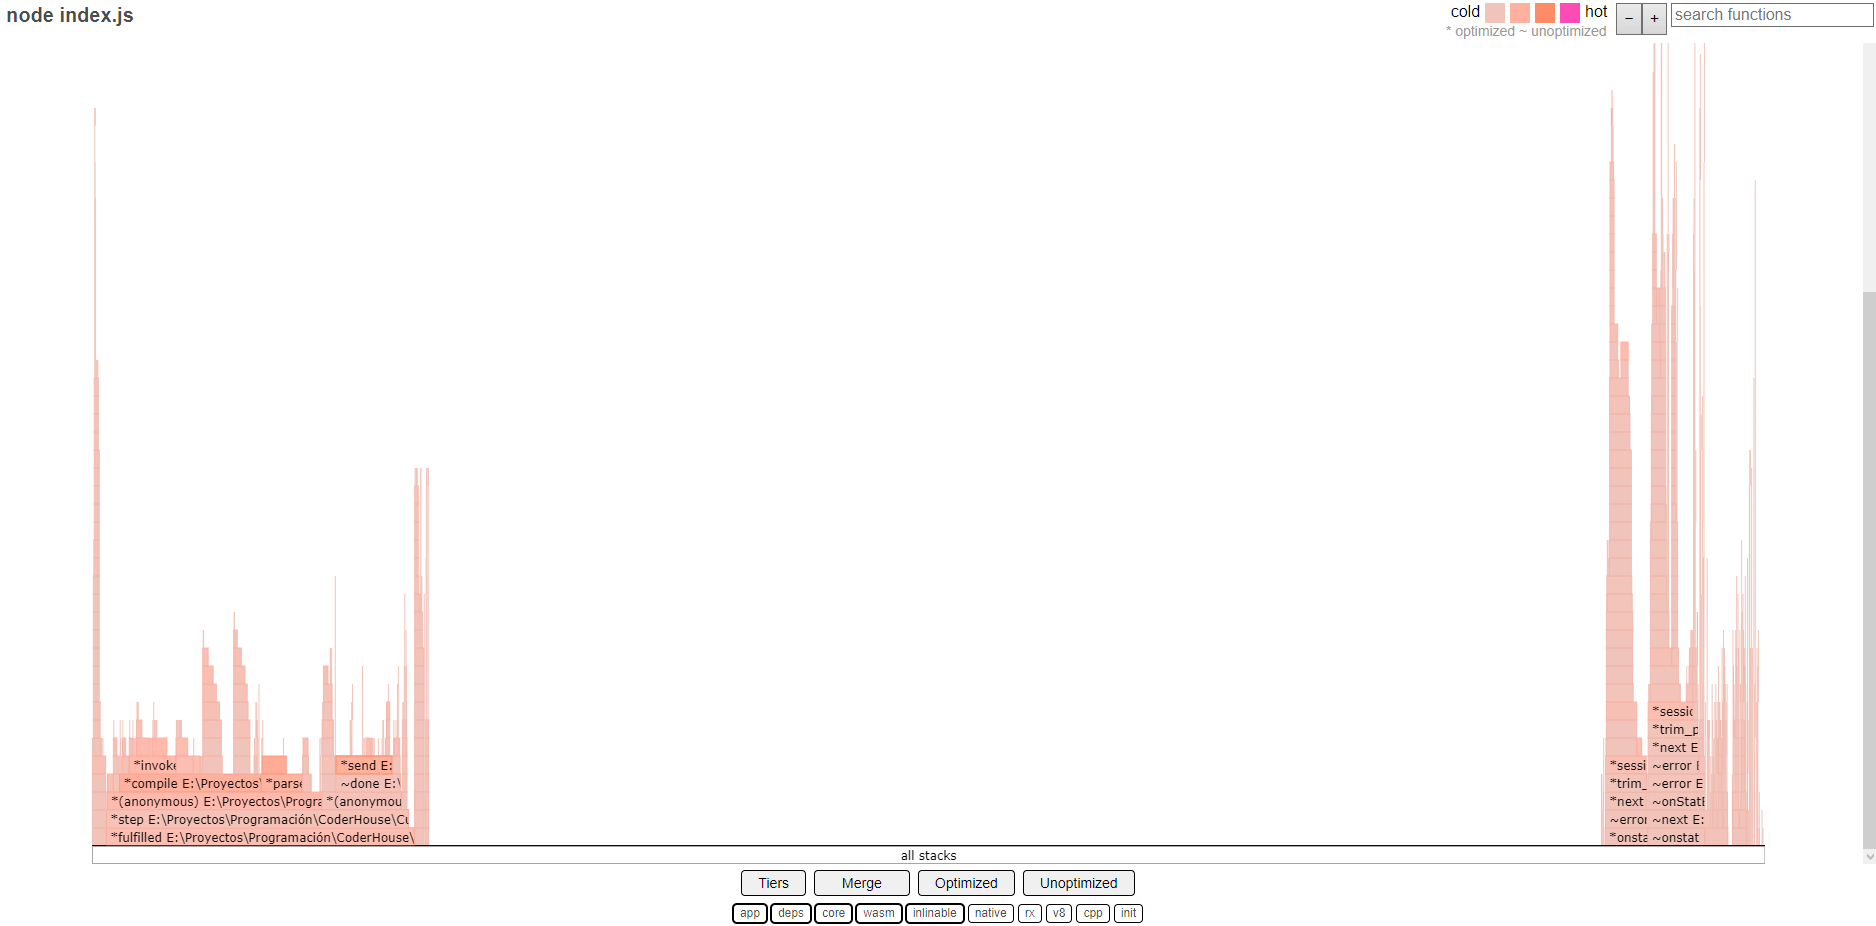 node index.js
cold hot
* optimized ~ unoptimized
− +
search functions
*sessic
*trim_p
*next E
*invoke
*send E:
*sessi
~error E
*compile E:\Proyectos\
*parse
~done E:\
*trim_
~error E
*(anonymous) E:\Proyectos\Progra
*(anonymou
*next
~onStatE
*step E:\Proyectos\Programación\CoderHouse\Cu
~error
~next E:
*fulfilled E:\Proyectos\Programación\CoderHouse\
*onsta
~onstat
all stacks
Tiers Merge Optimized Unoptimized
app deps core wasm inlinable native rx v8 cpp init